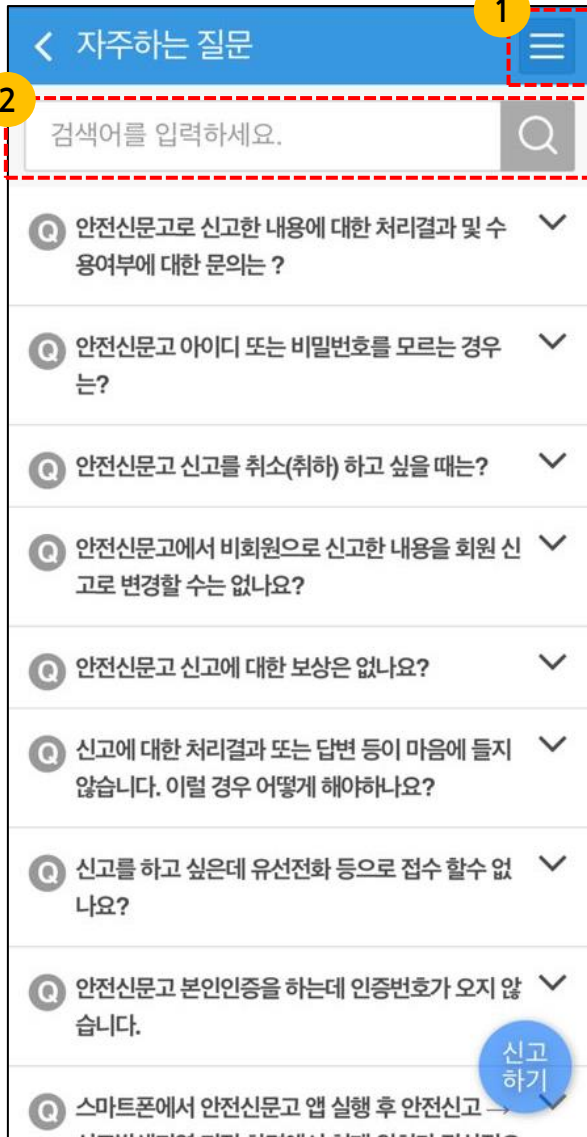 1
자주하는 질문
2
검색어를 입력하세요.
Q 안전신문고로 신고한 내용에 대한 처리결과 및 수
용여부에 대한 문의는 ?
Q 안전신문고 아이디 또는 비밀번호를 모르는 경우
는?
Q 안전신문고 신고를 취소(취하) 하고 싶을 때는?
Q 안전신문고에서 비회원으로 신고한 내용을 회원 신
고로 변경할 수는 없나요?
Q 안전신문고 신고에 대한 보상은 없나요?
Q 신고에 대한 처리결과 또는 답변 등이 마음에 들지
않습니다. 이럴 경우 어떻게 해야하나요?
Q 신고를 하고 싶은데 유선전화 등으로 접수 할수 없
나요?
Q 안전신문고 본인인증을 하는데 인증번호가 오지 않
습니다.
신고
하기
Q 스마트폰에서 안전신문고 앱 실행 후 안전신고 →